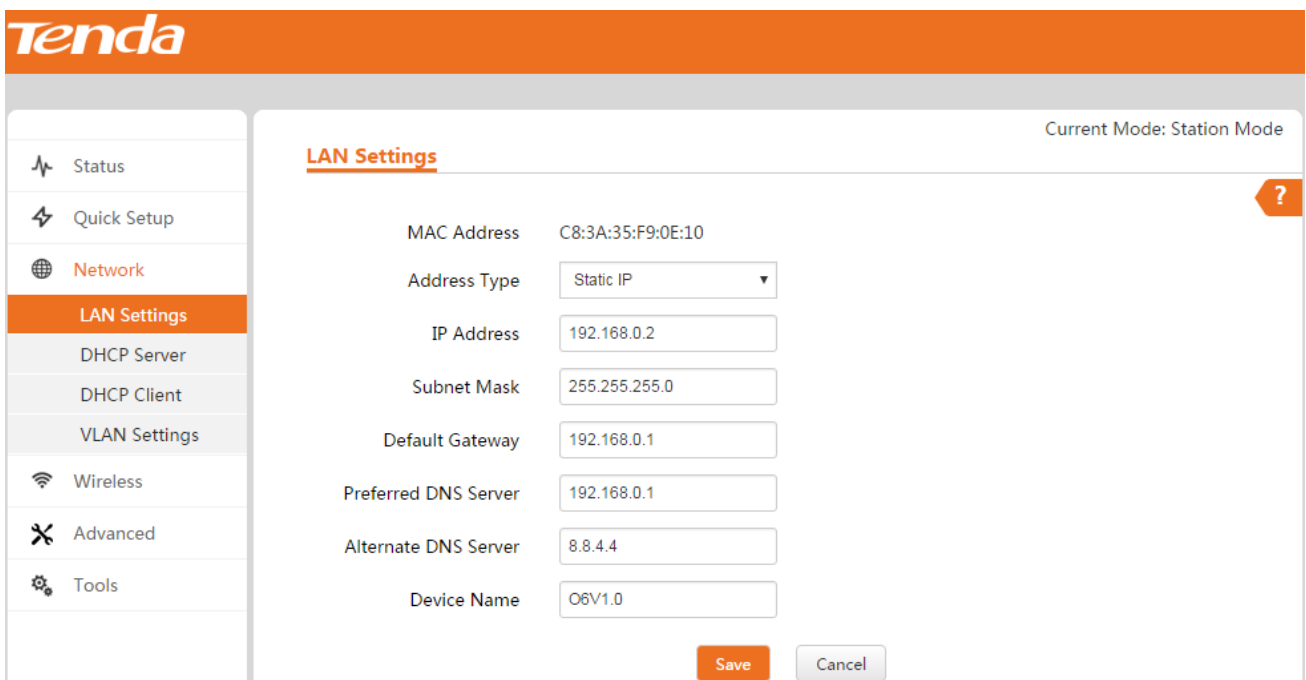 Tenda
Current Mode: Station Mode
LAN Settings
?
Status
Quick Setup
Network
LAN Settings
DHCP Server
DHCP Client
VLAN Settings
Wireless
Advanced
Tools
MAC Address C8:3A:35:F9:0E:10
Address Type Static IP
IP Address 192.168.0.2
Subnet Mask 255.255.255.0
Default Gateway 192.168.0.1
Preferred DNS Server 192.168.0.1
Alternate DNS Server 8.8.4.4
Device Name O6V1.0
Save Cancel